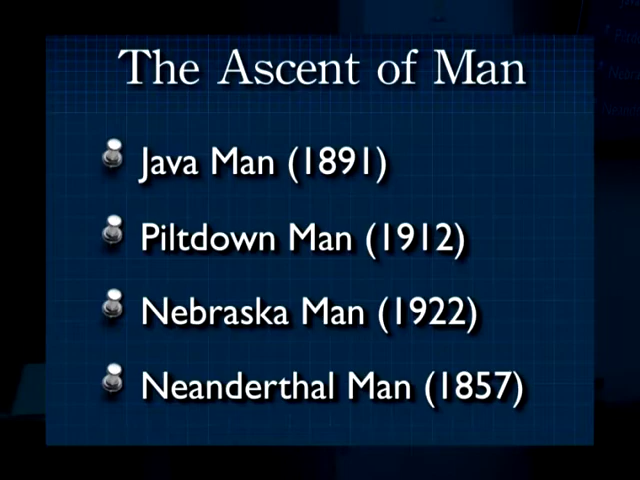 The Ascent of Man
Java Man (1891)
Piltdown Man (1912)
Nebraska Man (1922)
Neanderthal Man (1857)